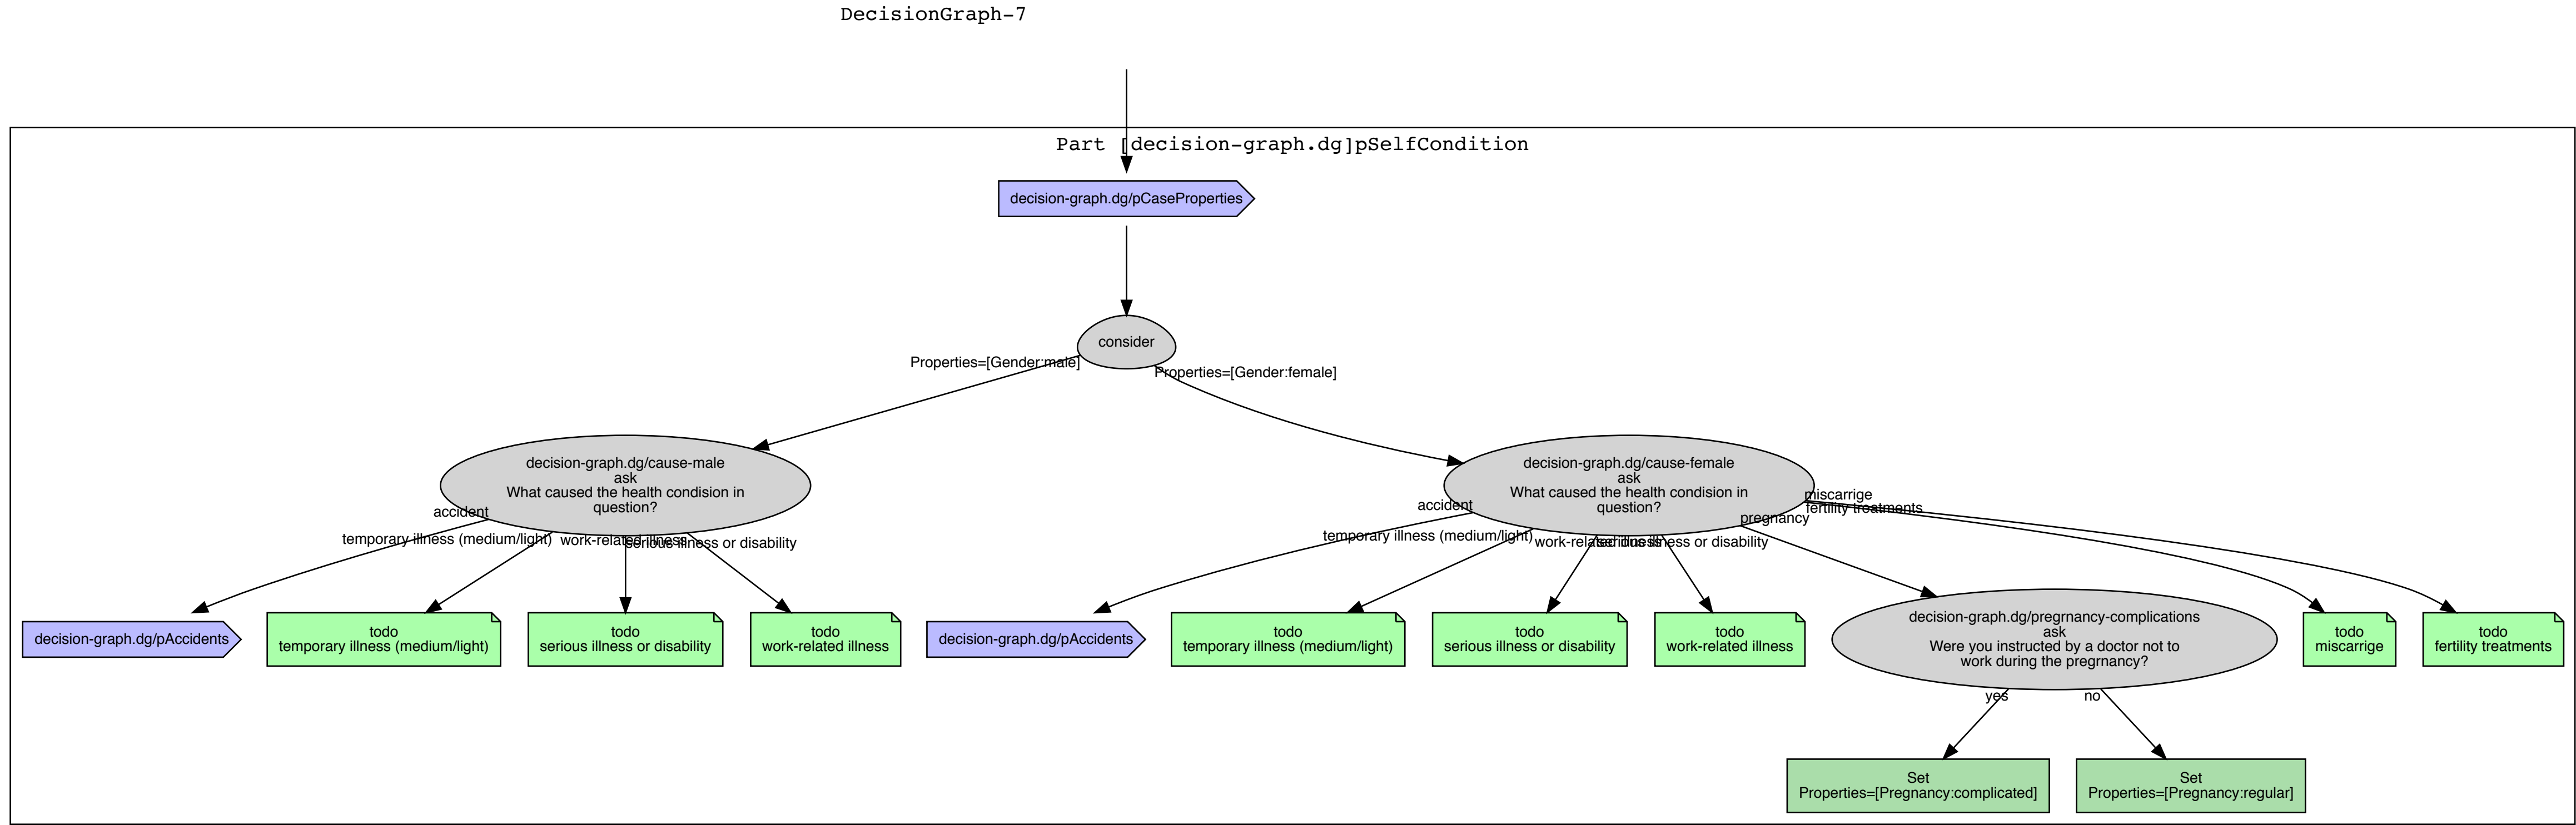 DecisionGraph-7
Part [decision-graph.dg]pSelfCondition
decision-graph.dg/pCaseProperties
consider
Properties=[Gender:male]
Properties=[Gender:female]
decision-graph.dg/cause-male
ask
What caused the health condision in
question?
decision-graph.dg/cause-female
ask
What caused the health condision in
question?
accident
temporary illness (medium/light)
work-related illness
serious illness or disability
accident
temporary illness (medium/light)
work-related illness
serious illness or disability
pregnancy
miscarrige
fertility treatments
decision-graph.dg/pAccidents
todo
temporary illness (medium/light)
todo
serious illness or disability
todo
work-related illness
decision-graph.dg/pAccidents
todo
temporary illness (medium/light)
todo
serious illness or disability
todo
work-related illness
decision-graph.dg/pregrnancy-complications
ask
Were you instructed by a doctor not to
work during the pregrnancy?
todo
miscarrige
todo
fertility treatments
yes
no
Set
Properties=[Pregnancy:complicated]
Set
Properties=[Pregnancy:regular]